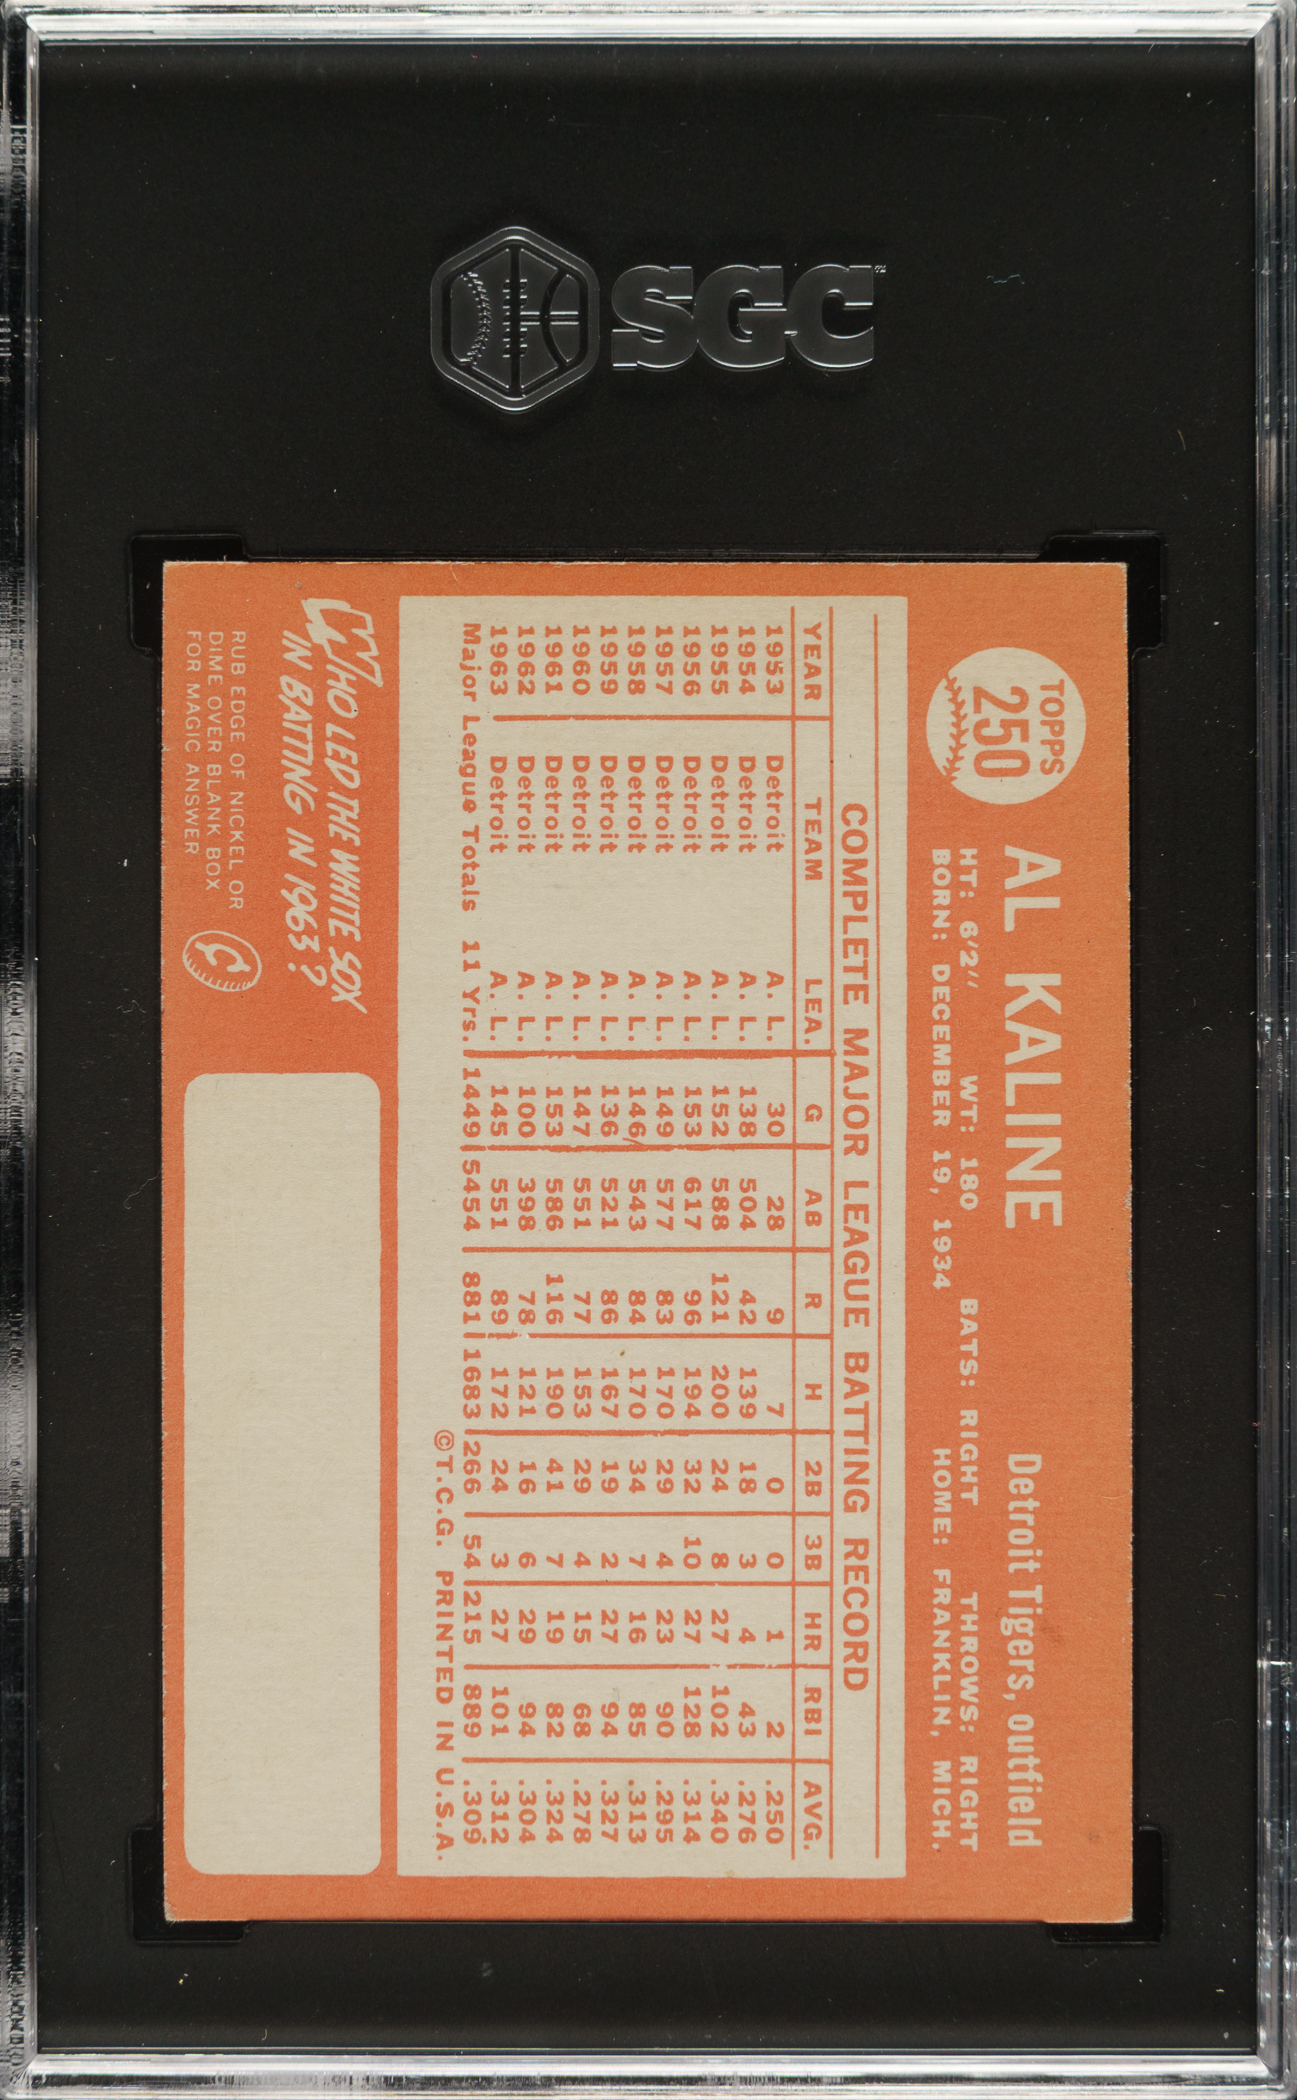 SGC
TOPPS
250
AL KALINE
Detroit Tigers, outfield
HT: 6'2" WT: 180 BATS: RIGHT THROWS: RIGHT
BORN: DECEMBER 19, 1934 HOME: FRANKLIN, MICH.
COMPLETE MAJOR LEAGUE BATTING RECORD
YEAR TEAM LEA. G AB R H 2B 3B HR RBI AVG.
1953 Detroit A. L. 30 28 9 7 0 0 1 2 .250
1954 Detroit A. L. 138 504 42 139 18 3 4 43 .276
1955 Detroit A. L. 152 588 121 200 24 8 27 102 .340
1956 Detroit A. L. 153 617 96 194 32 10 27 128 .314
1957 Detroit A. L. 149 577 83 170 29 4 23 90 .295
1958 Detroit A. L. 146 543 84 170 34 7 16 85 .313
1959 Detroit A. L. 136 521 86 167 19 2 27 94 .327
1960 Detroit A. L. 147 551 77 153 29 4 15 68 .278
1961 Detroit A. L. 153 586 116 190 41 7 19 82 .324
1962 Detroit A. L. 100 398 78 121 16 6 29 94 .304
1963 Detroit A. L. 145 551 89 172 24 3 27 101 .312
Major League Totals 11 Yrs. 1449 5454 881 1683 266 54 215 889 .309
©T.C.G. PRINTED IN U.S.A.
WHO LED THE WHITE SOX
IN BATTING IN 1963?
RUB EDGE OF NICKEL OR
DIME OVER BLANK BOX
FOR MAGIC ANSWER
C